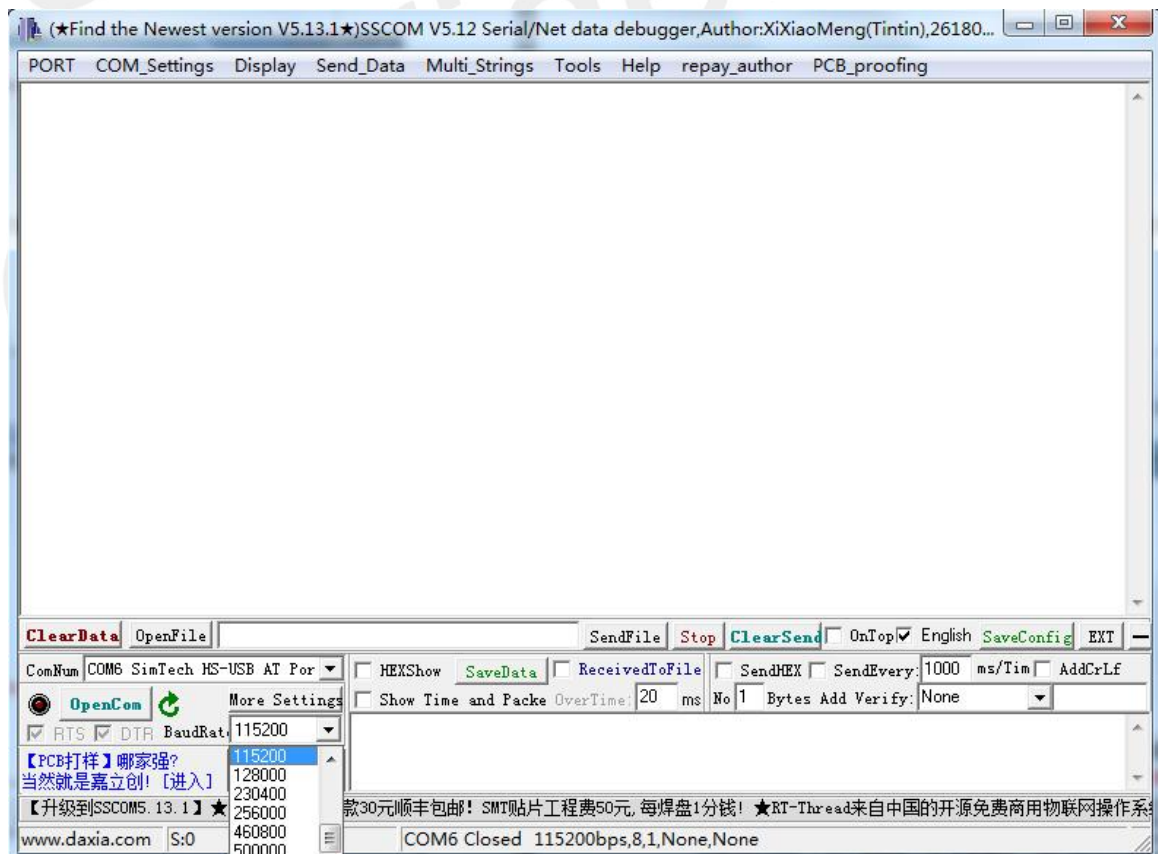 (★Find the Newest version V5.13.1★)SSCOM V5.12 Serial/Net data debugger,Author:XiXiaoMeng(Tintin),26180...
PORT COM_Settings Display Send_Data Multi_Strings Tools Help repay_author PCB_proofing
ClearData OpenFile SendFile Stop ClearSend OnTop English SaveConfig EXT
ComNum COM6 SimTech HS-USB AT Por HEXShow SaveData ReceivedToFile SendHEX SendEvery: 1000 ms/Tim AddCrLf
OpenCom More Settings Show Time and Packe OverTime: 20 ms No 1 Bytes Add Verify: None
RTS DTR BaudRat 115200
【PCB打样】哪家强?
当然就是嘉立创! [进入]
115200
128000
230400
256000
460800
500000
【升级到SSCOM5.13.1】★ 款30元顺丰包邮! SMT贴片工程费50元,每焊盘1分钱! ★RT-Thread来自中国的开源免费商用物联网操作系
www.daxia.com S:0 COM6 Closed 115200bps,8,1,None,None